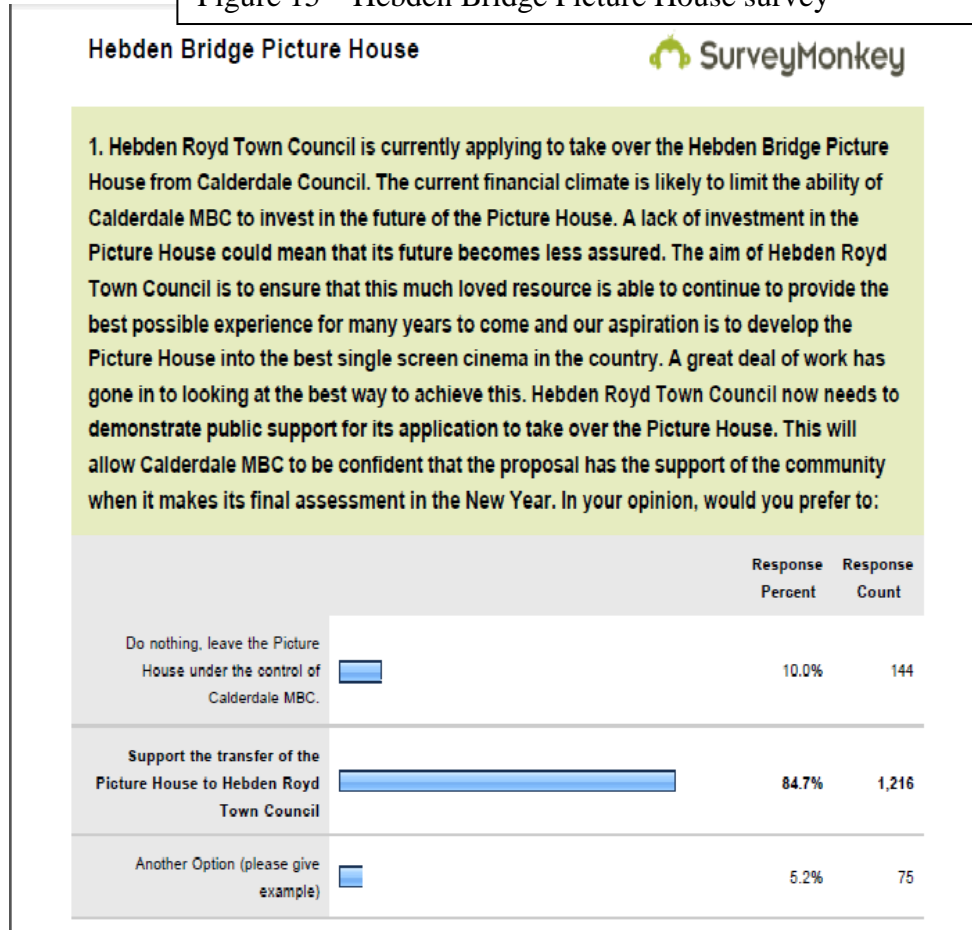 Figure 13 – Hebden Bridge Picture House survey
Hebden Bridge Picture House
SurveyMonkey
1. Hebden Royd Town Council is currently applying to take over the Hebden Bridge Picture
House from Calderdale Council. The current financial climate is likely to limit the ability of
Calderdale MBC to invest in the future of the Picture House. A lack of investment in the
Picture House could mean that its future becomes less assured. The aim of Hebden Royd
Town Council is to ensure that this much loved resource is able to continue to provide the
best possible experience for many years to come and our aspiration is to develop the
Picture House into the best single screen cinema in the country. A great deal of work has
gone in to looking at the best way to achieve this. Hebden Royd Town Council now needs to
demonstrate public support for its application to take over the Picture House. This will
allow Calderdale MBC to be confident that the proposal has the support of the community
when it makes its final assessment in the New Year. In your opinion, would you prefer to:
Response Response
Percent Count
Do nothing, leave the Picture
House under the control of 10.0% 144
Calderdale MBC.
Support the transfer of the
Picture House to Hebden Royd 84.7% 1,216
Town Council
Another Option (please give
example) 5.2% 75